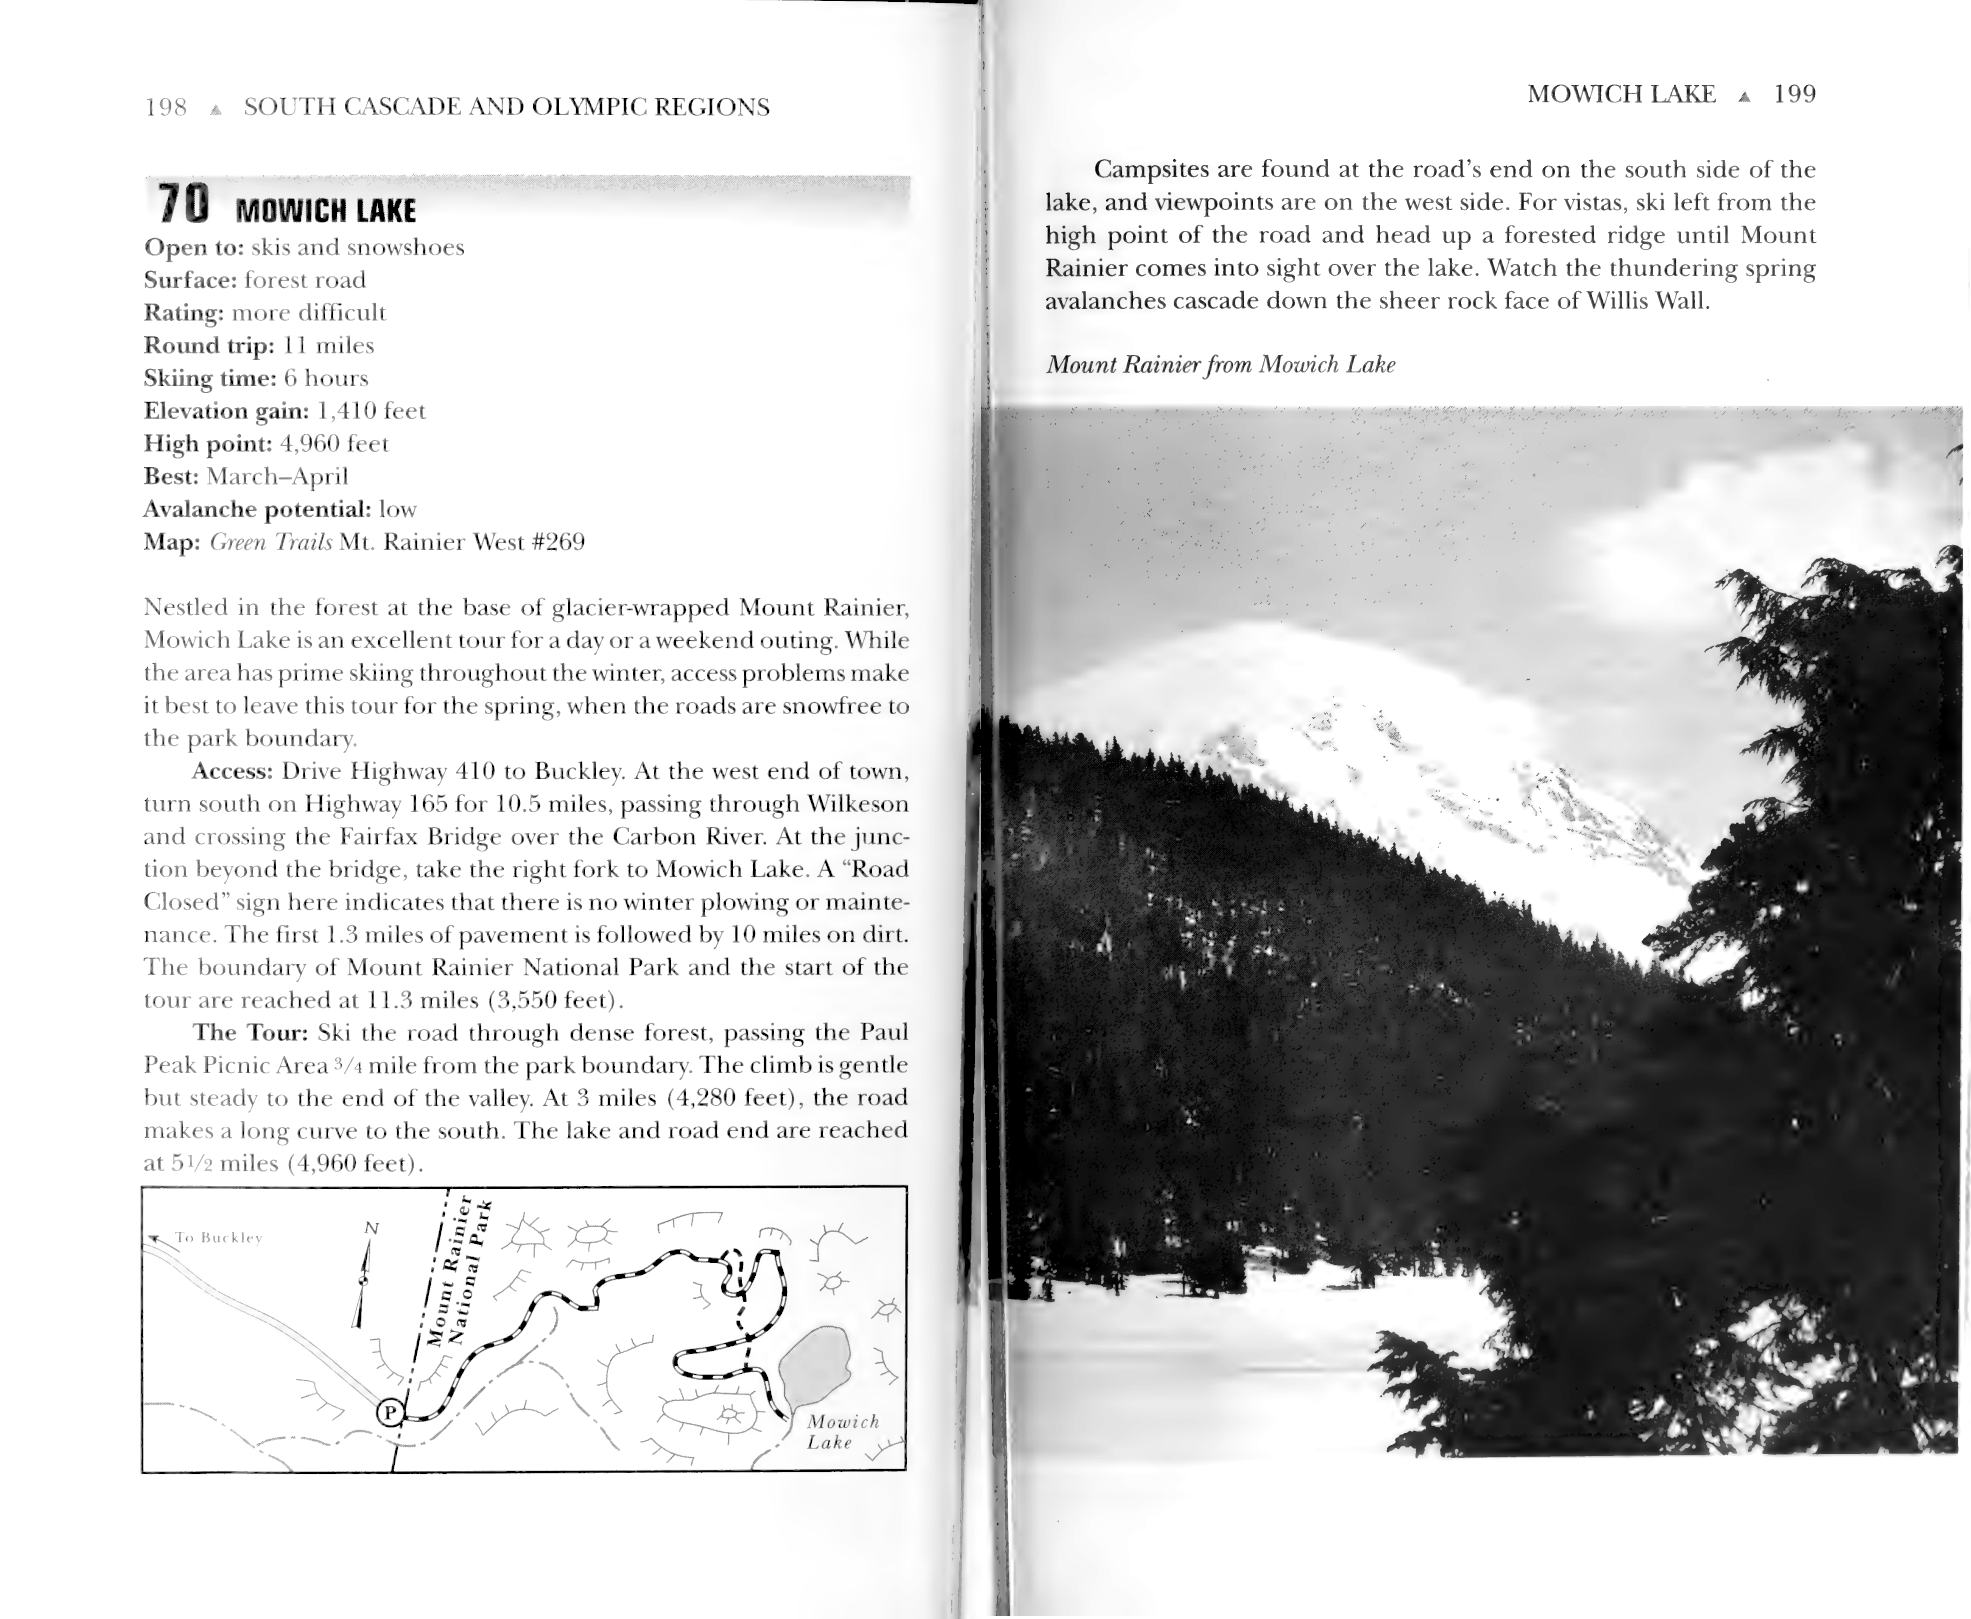 198 ▲ SOUTH CASCADE AND OLYMPIC REGIONS
70 MOWICH LAKE
Open to: skis and snowshoes
Surface: forest road
Rating: more difficult
Round trip: 11 miles
Skiing time: 6 hours
Elevation gain: 1,410 feet
High point: 4,960 feet
Best: March–April
Avalanche potential: low
Map: Green Trails Mt. Rainier West #269
Nestled in the forest at the base of glacier-wrapped Mount Rainier,
Mowich Lake is an excellent tour for a day or a weekend outing. While
the area has prime skiing throughout the winter, access problems make
it best to leave this tour for the spring, when the roads are snowfree to
the park boundary.
Access: Drive Highway 410 to Buckley. At the west end of town,
turn south on Highway 165 for 10.5 miles, passing through Wilkeson
and crossing the Fairfax Bridge over the Carbon River. At the junc-
tion beyond the bridge, take the right fork to Mowich Lake. A “Road
Closed” sign here indicates that there is no winter plowing or mainte-
nance. The first 1.3 miles of pavement is followed by 10 miles on dirt.
The boundary of Mount Rainier National Park and the start of the
tour are reached at 11.3 miles (3,550 feet).
The Tour: Ski the road through dense forest, passing the Paul
Peak Picnic Area 3/4 mile from the park boundary. The climb is gentle
but steady to the end of the valley. At 3 miles (4,280 feet), the road
makes a long curve to the south. The lake and road end are reached
at 5 1/2 miles (4,960 feet).
To Buckley
N
Mount Rainier
National Park
P
Mowich
Lake
MOWICH LAKE ▲ 199
Campsites are found at the road’s end on the south side of the
lake, and viewpoints are on the west side. For vistas, ski left from the
high point of the road and head up a forested ridge until Mount
Rainier comes into sight over the lake. Watch the thundering spring
avalanches cascade down the sheer rock face of Willis Wall.
Mount Rainier from Mowich Lake